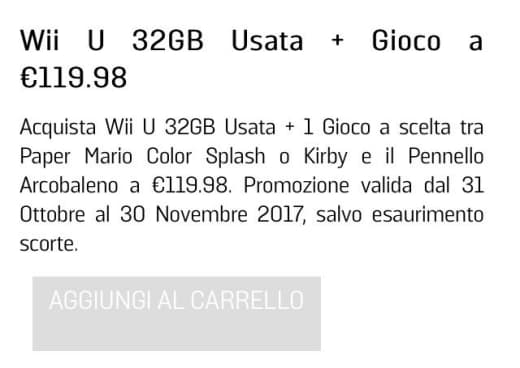 Wii U 32GB Usata + Gioco a
€119.98
Acquista Wii U 32GB Usata + 1 Gioco a scelta tra
Paper Mario Color Splash o Kirby e il Pennello
Arcobaleno a €119.98. Promozione valida dal 31
Ottobre al 30 Novembre 2017, salvo esaurimento
scorte.
AGGIUNGI AL CARRELLO